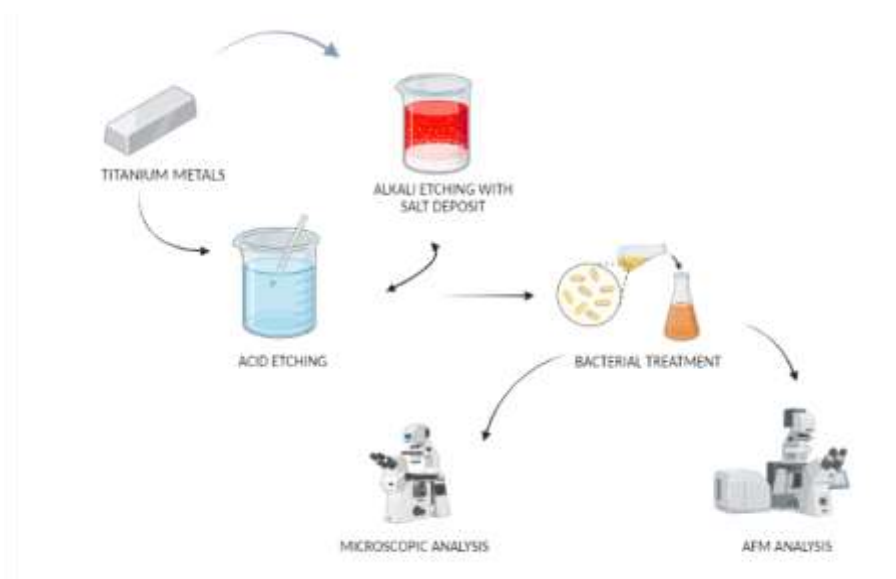 TITANIUM METALS
ALKALI ETCHING WITH
SALT DEPOSIT
ACID ETCHING
BACTERIAL TREATMENT
MICROSCOPIC ANALYSIS
AFM ANALYSIS